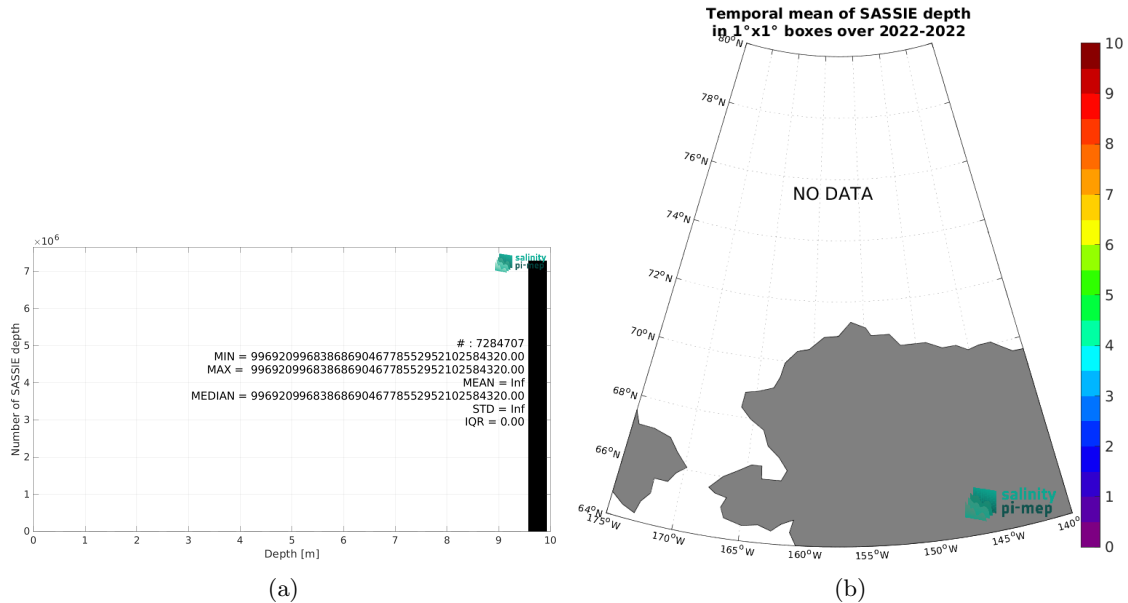 ×10⁶
7
6
5
4
3
2
1
0
Number of SASSIE depth
salinity
pi-mep
# : 7284707
MIN = 9969209968386869046778552952102584320.00
MAX = 9969209968386869046778552952102584320.00
MEAN = Inf
MEDIAN = 9969209968386869046778552952102584320.00
STD = Inf
IQR = 0.00
0 1 2 3 4 5 6 7 8 9 10
Depth [m]
(a)
Temporal mean of SASSIE depth
in 1°x1° boxes over 2022-2022
80°N
78°N
76°N
74°N
72°N
70°N
68°N
66°N
64°N
NO DATA
salinity
pi-mep
175°W
170°W
165°W
160°W
155°W
150°W
145°W
140°
10
9
8
7
6
5
4
3
2
1
0
(b)